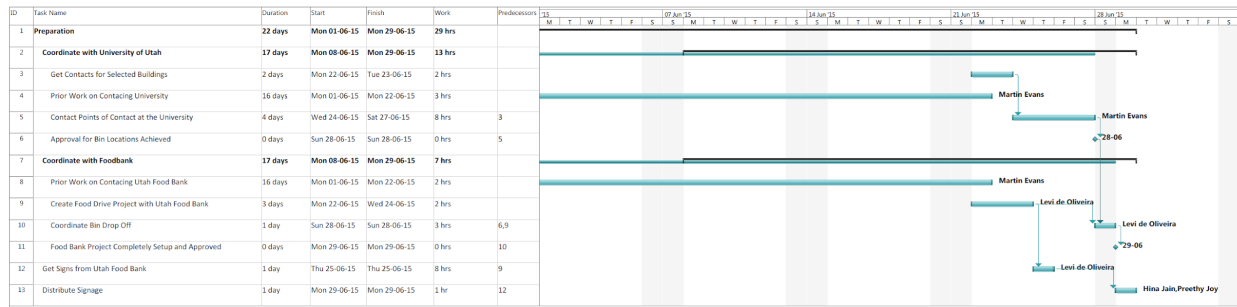 ID Task Name Duration Start Finish Work Predecessors '15 07 Jun '15 14 Jun '15 21 Jun '15 28 Jun '15
M T W T F S S M T W T F S S M T W T F S S M T W T F S S M T W T F S
1 Preparation 22 days Mon 01-06-15 Mon 29-06-15 29 hrs
2 Coordinate with University of Utah 17 days Mon 08-06-15 Mon 29-06-15 13 hrs
3 Get Contacts for Selected Buildings 2 days Mon 22-06-15 Tue 23-06-15 2 hrs
4 Prior Work on Contacing University 16 days Mon 01-06-15 Mon 22-06-15 3 hrs Martin Evans
5 Contact Points of Contact at the University 4 days Wed 24-06-15 Sat 27-06-15 8 hrs 3 Martin Evans
6 Approval for Bin Locations Achieved 0 days Sun 28-06-15 Sun 28-06-15 0 hrs 5 28-06
7 Coordinate with Foodbank 17 days Mon 08-06-15 Mon 29-06-15 7 hrs
8 Prior Work on Contacing Utah Food Bank 16 days Mon 01-06-15 Mon 22-06-15 2 hrs Martin Evans
9 Create Food Drive Project with Utah Food Bank 3 days Mon 22-06-15 Wed 24-06-15 2 hrs Levi de Oliveira
10 Coordinate Bin Drop Off 1 day Sun 28-06-15 Sun 28-06-15 3 hrs 6,9 Levi de Oliveira
11 Food Bank Project Completely Setup and Approved 0 days Mon 29-06-15 Mon 29-06-15 0 hrs 10 29-06
12 Get Signs from Utah Food Bank 1 day Thu 25-06-15 Thu 25-06-15 8 hrs 9 Levi de Oliveira
13 Distribute Signage 1 day Mon 29-06-15 Mon 29-06-15 1 hr 12 Hina Jain,Preethy Joy